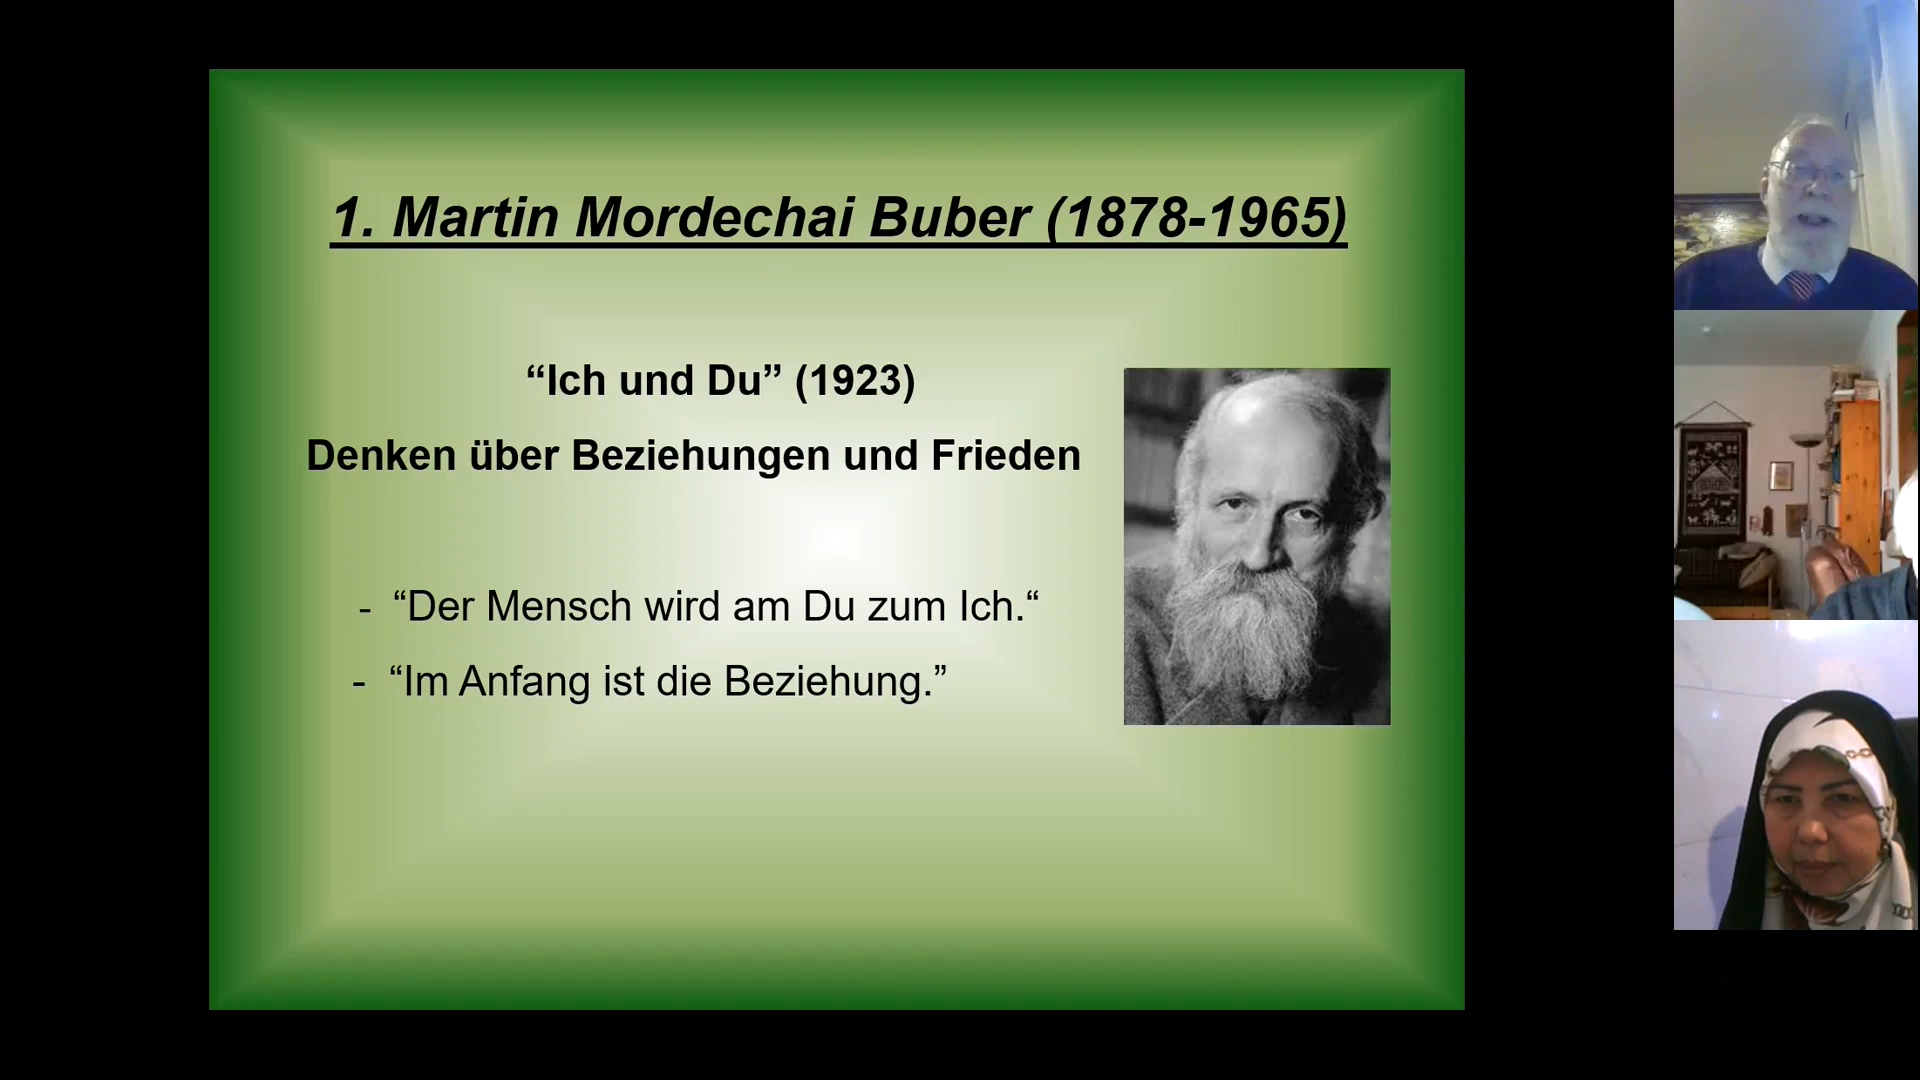 1. Martin Mordechai Buber (1878-1965)
“Ich und Du” (1923)
Denken über Beziehungen und Frieden
- “Der Mensch wird am Du zum Ich.“
- “Im Anfang ist die Beziehung.”